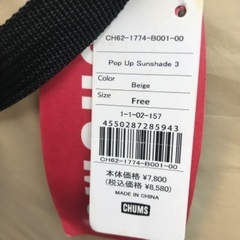 CH62-1774-B001-00
Pop Up Sunshade 3
Color
Beige
Size
Free
1-1-02-157
4550287285943
CH62-1774-B001-00
本体価格 ¥7,800
(税込価格 ¥8,580)
MADE IN CHINA
CHUMS